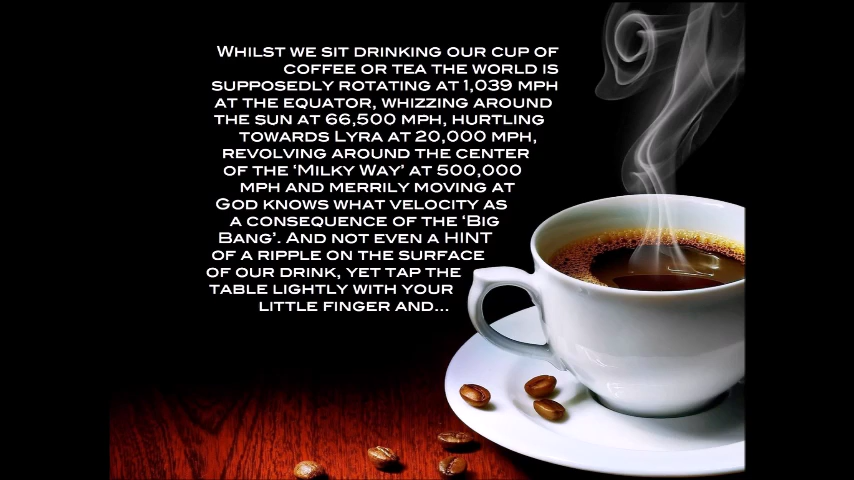 Whilst we sit drinking our cup of
coffee or tea the world is
supposedly rotating at 1,039 mph
at the equator, whizzing around
the sun at 66,500 mph, hurtling
towards Lyra at 20,000 mph,
revolving around the center
of the ‘Milky Way’ at 500,000
mph and merrily moving at
God knows what velocity as
a consequence of the ‘Big
Bang’. And not even a HINT
of a ripple on the surface
of our drink, yet tap the
table lightly with your
little finger and...